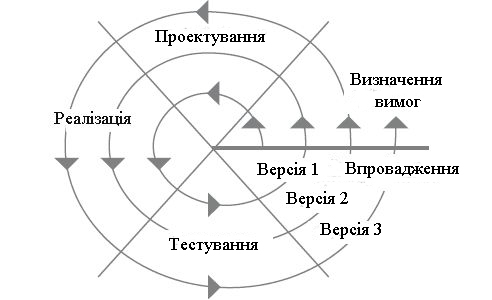 Проектування
Визначення
вимог
Реалізація
Версія 1
Впровадження
Версія 2
Версія 3
Тестування